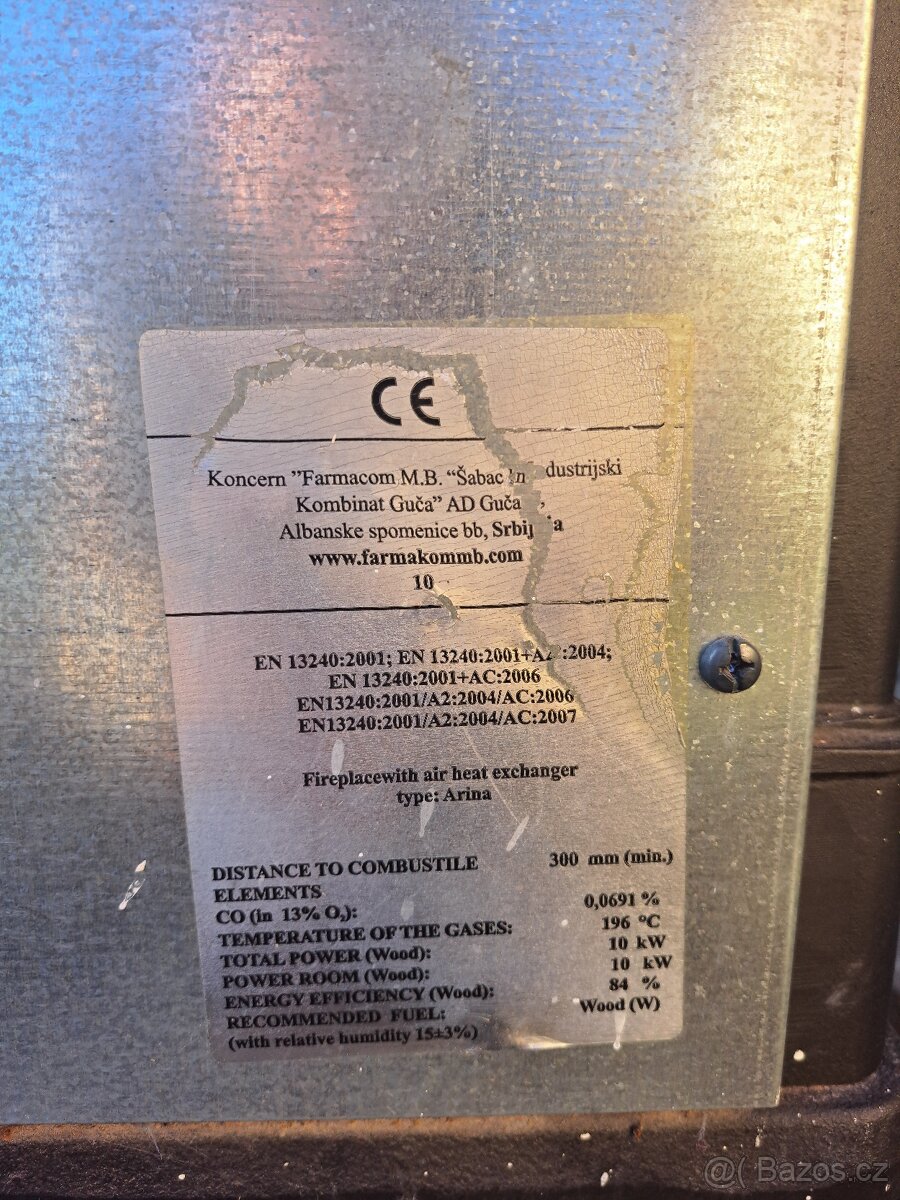 CE
Koncern "Farmacom M.B. "Šabac In dustrijski
Kombinat Guča" AD Guča ,
Albanske spomenice bb, Srbija
www.farmakommb.com
10
EN 13240:2001; EN 13240:2001+A2:2004;
EN 13240:2001+AC:2006
EN13240:2001/A2:2004/AC:2006
EN13240:2001/A2:2004/AC:2007
Fireplacewith air heat exchanger
type: Arina
DISTANCE TO COMBUSTILE 300 mm (min.)
ELEMENTS
CO (in 13% O₂): 0,0691 %
TEMPERATURE OF THE GASES: 196 °C
TOTAL POWER (Wood): 10 kW
POWER ROOM (Wood): 10 kW
ENERGY EFFICIENCY (Wood): 84 %
RECOMMENDED FUEL: Wood (W)
(with relative humidity 15±3%)
@( Bazos.cz